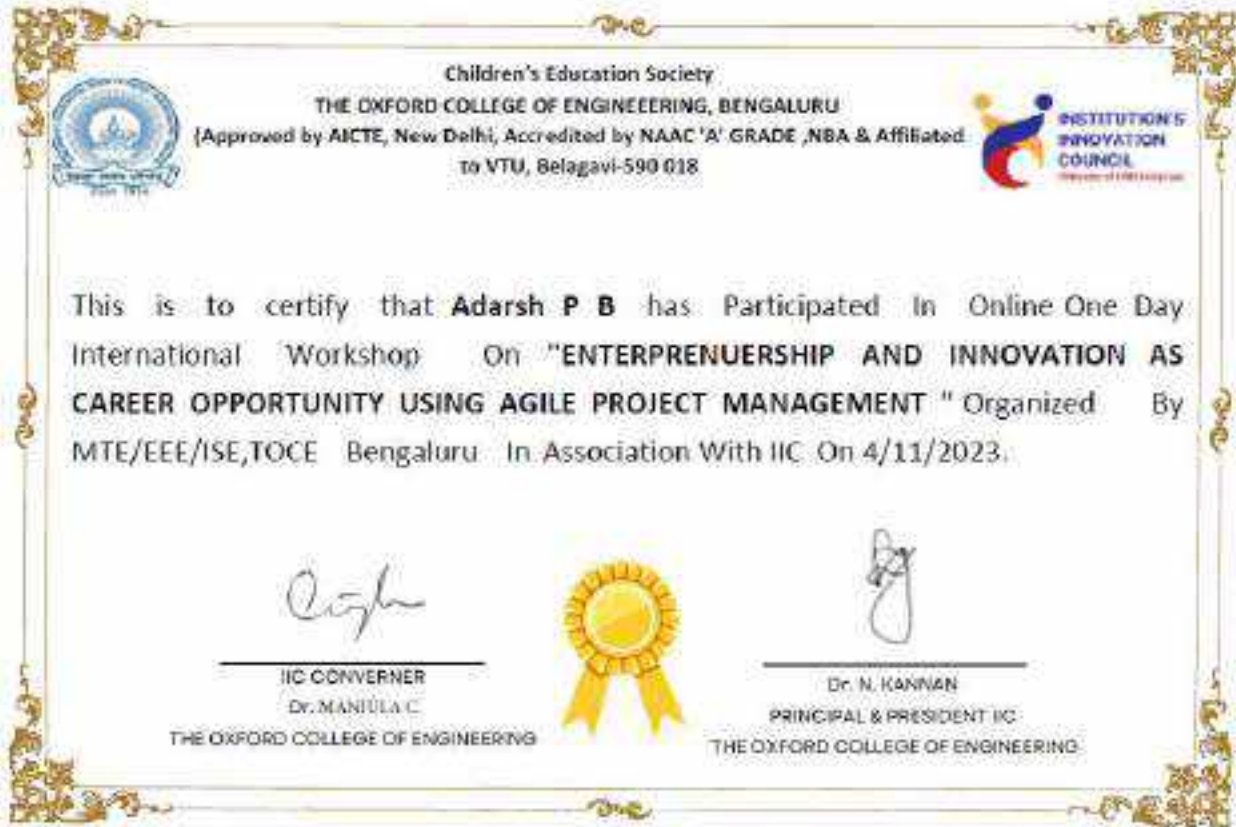 Children's Education Society
THE OXFORD COLLEGE OF ENGINEEERING, BENGALURU
(Approved by AICTE, New Delhi, Accredited by NAAC 'A' GRADE ,NBA & Affiliated
to VTU, Belagavi-590 018
INSTITUTION'S
INNOVATION
COUNCIL
This is to certify that Adarsh P B has Participated In Online One Day
International Workshop On "ENTERPRENUERSHIP AND INNOVATION AS
CAREER OPPORTUNITY USING AGILE PROJECT MANAGEMENT " Organized By
MTE/EEE/ISE,TOCE Bengaluru In Association With IIC On 4/11/2023.
IIC CONVERNER
Dr. MANJULA C
THE OXFORD COLLEGE OF ENGINEERING
Dr. N. KANNAN
PRINCIPAL & PRESIDENT IIC
THE OXFORD COLLEGE OF ENGINEERING